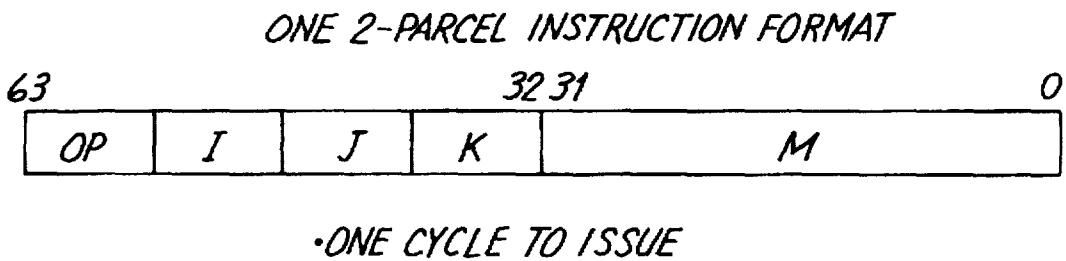 ONE 2-PARCEL INSTRUCTION FORMAT
63 32 31 0
OP I J K M
•ONE CYCLE TO ISSUE